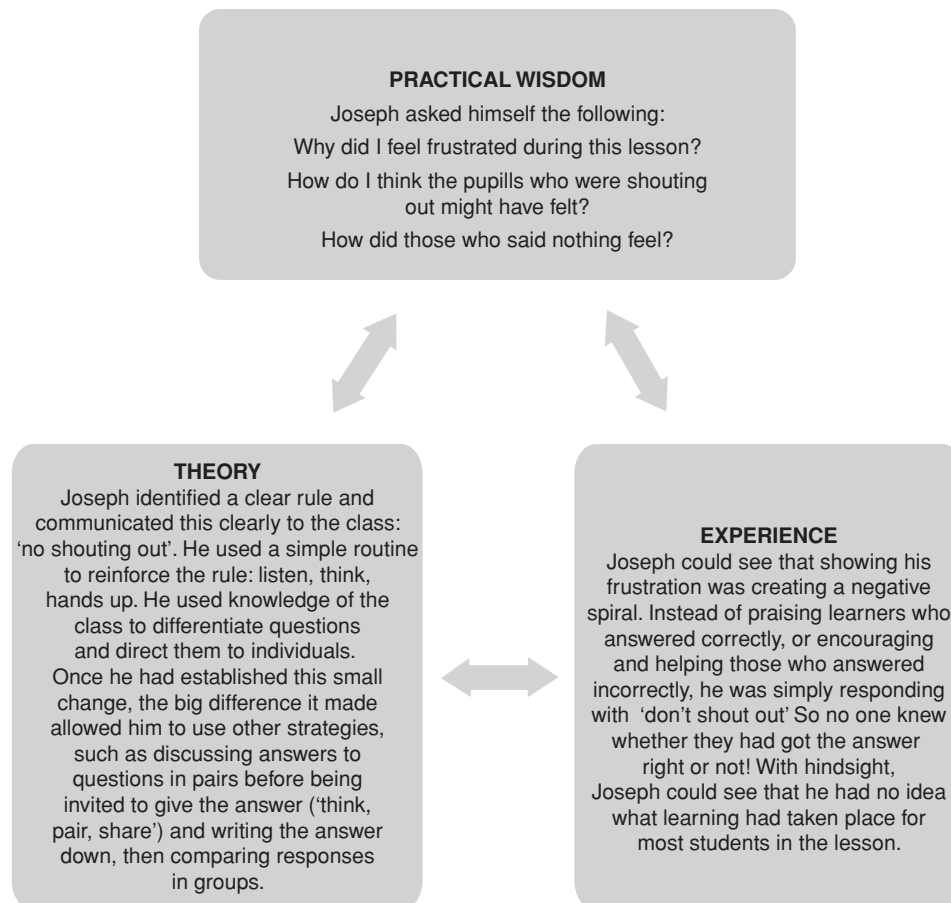 PRACTICAL WISDOM
Joseph asked himself the following:
Why did I feel frustrated during this lesson?
How do I think the pupills who were shouting
out might have felt?
How did those who said nothing feel?
THEORY
Joseph identified a clear rule and
communicated this clearly to the class:
‘no shouting out’. He used a simple routine
to reinforce the rule: listen, think,
hands up. He used knowledge of the
class to differentiate questions
and direct them to individuals.
Once he had established this small
change, the big difference it made
allowed him to use other strategies,
such as discussing answers to
questions in pairs before being
invited to give the answer (‘think,
pair, share’) and writing the answer
down, then comparing responses
in groups.
EXPERIENCE
Joseph could see that showing his
frustration was creating a negative
spiral. Instead of praising learners who
answered correctly, or encouraging
and helping those who answered
incorrectly, he was simply responding
with ‘don’t shout out’ So no one knew
whether they had got the answer
right or not! With hindsight,
Joseph could see that he had no idea
what learning had taken place for
most students in the lesson.